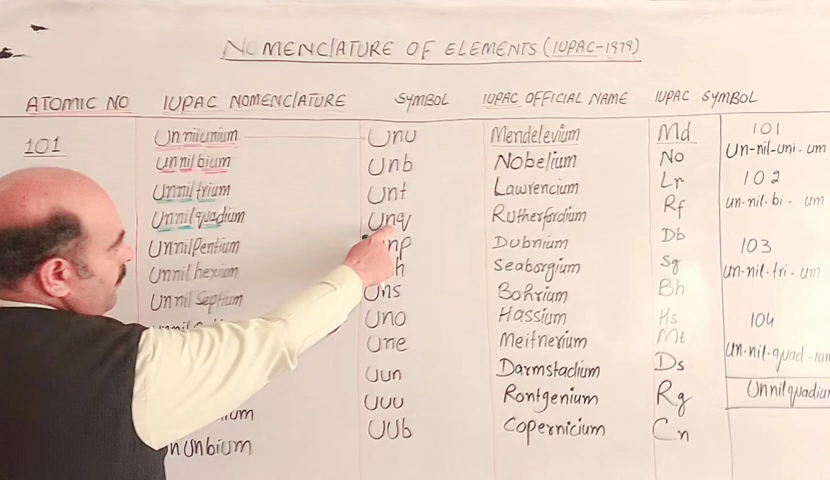 NOMENCLATURE OF ELEMENTS (IUPAC-1979)
ATOMIC NO IUPAC NOMENCLATURE SYMBOL IUPAC OFFICIAL NAME IUPAC SYMBOL
101 Unnilunium Unu Mendelevium Md 101
Un-nil-uni-um
Unnilbium Unb Nobelium No
Unniltrium Unt Lawrencium Lr 102
un-nil-bi-um
Unnilquadium Unq Rutherfordium Rf
Unnilpentium Dubnium Db 103
Unnilhexium Seaborgium Sg un-nil-tri-um
Unnil Septium Uns Bohrium Bh
Uno Hassium Hs 104
Une Meitnerium Mt un-nil-quad-ium
Uun Darmstadium Ds
Uuu Rontgenium Rg Unnilquadium
UUb Copernicium Cn